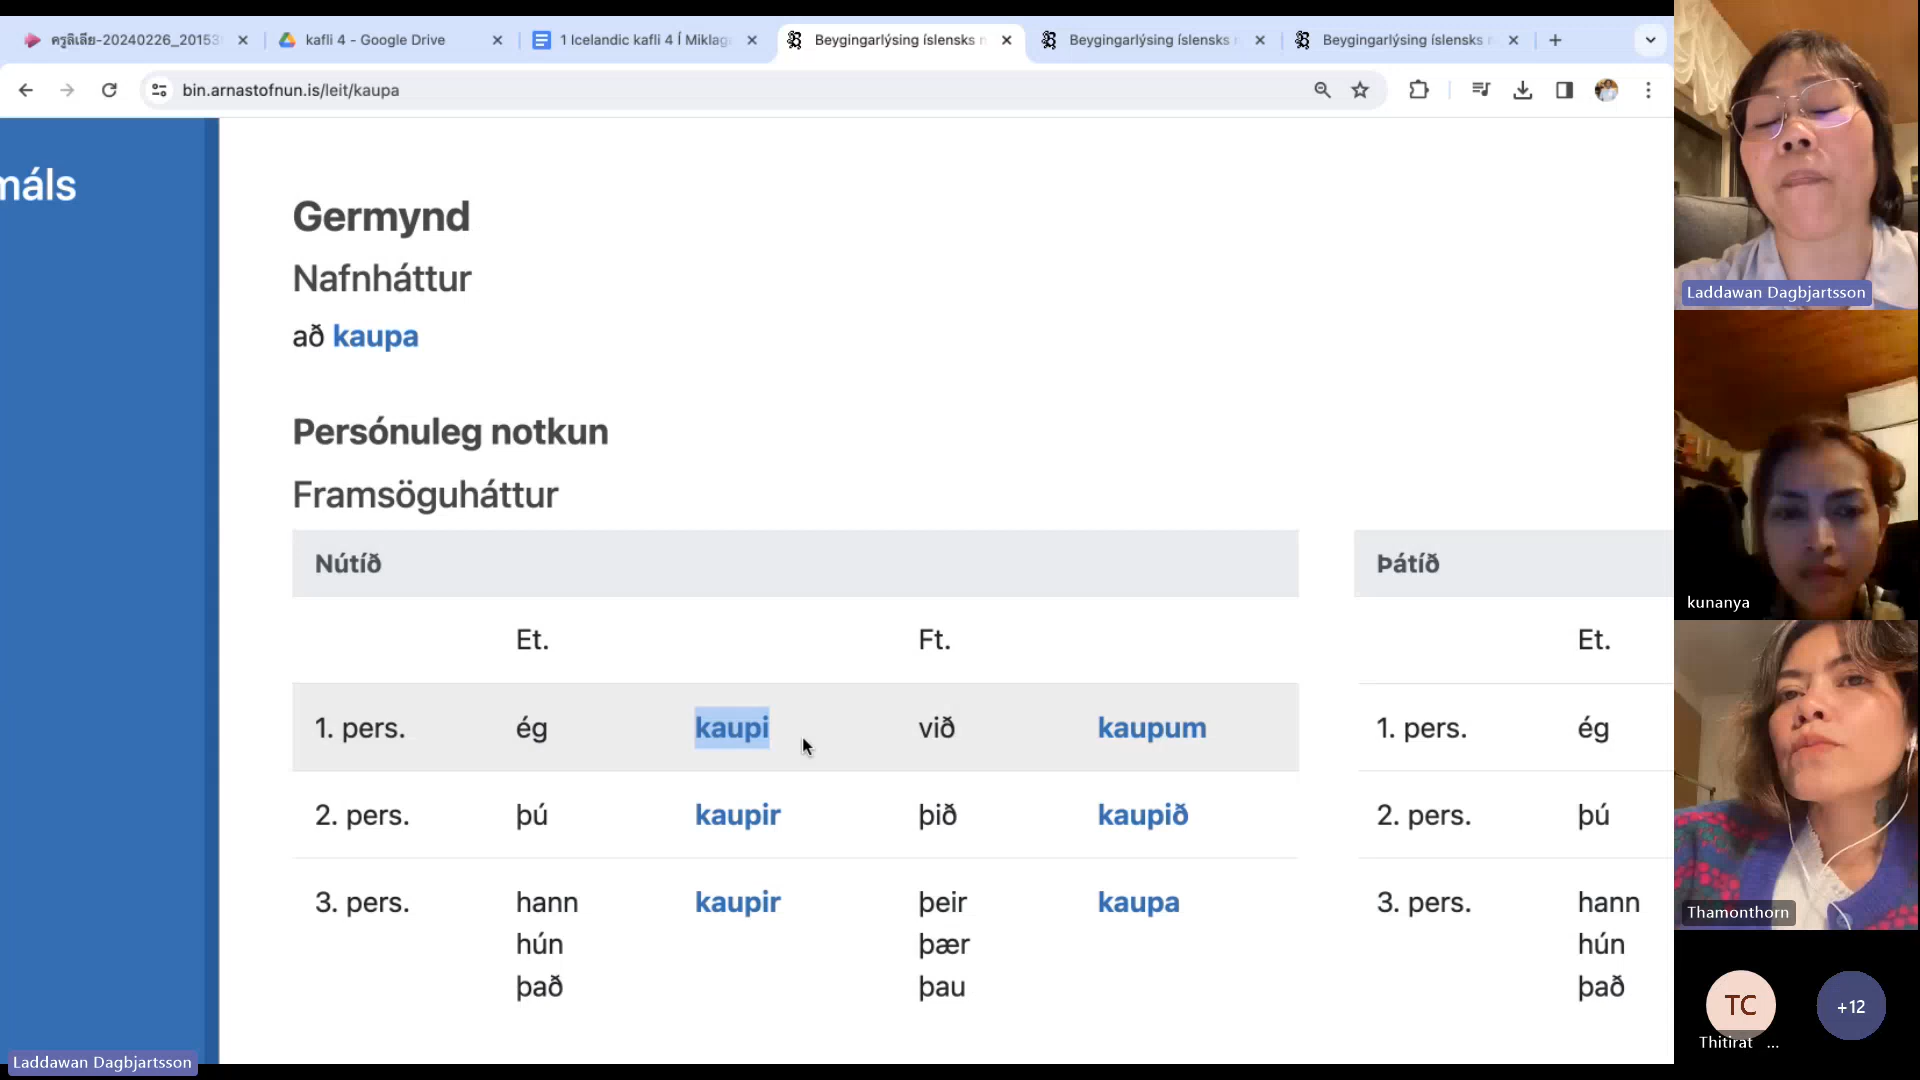 ครูลิเลีย-20240226_20153
kafli 4 - Google Drive
1 Icelandic kafli 4 Í Miklag
Beygingarlýsing íslensks n
Beygingarlýsing íslensks
Beygingarlýsing íslensks
bin.arnastofnun.is/leit/kaupa
máls
Germynd
Nafnháttur
að kaupa
Persónuleg notkun
Framsöguháttur
Nútíð
Þátíð
Et. Ft. Et.
1. pers. ég kaupi við kaupum 1. pers. ég
2. pers. þú kaupir þið kaupið 2. pers. þú
3. pers. hann kaupir þeir kaupa 3. pers. hann
hún þær hún
það þau það
Laddawan Dagbjartsson
Laddawan Dagbjartsson
kunanya
Thamonthorn
TC
Thitirat ...
+12